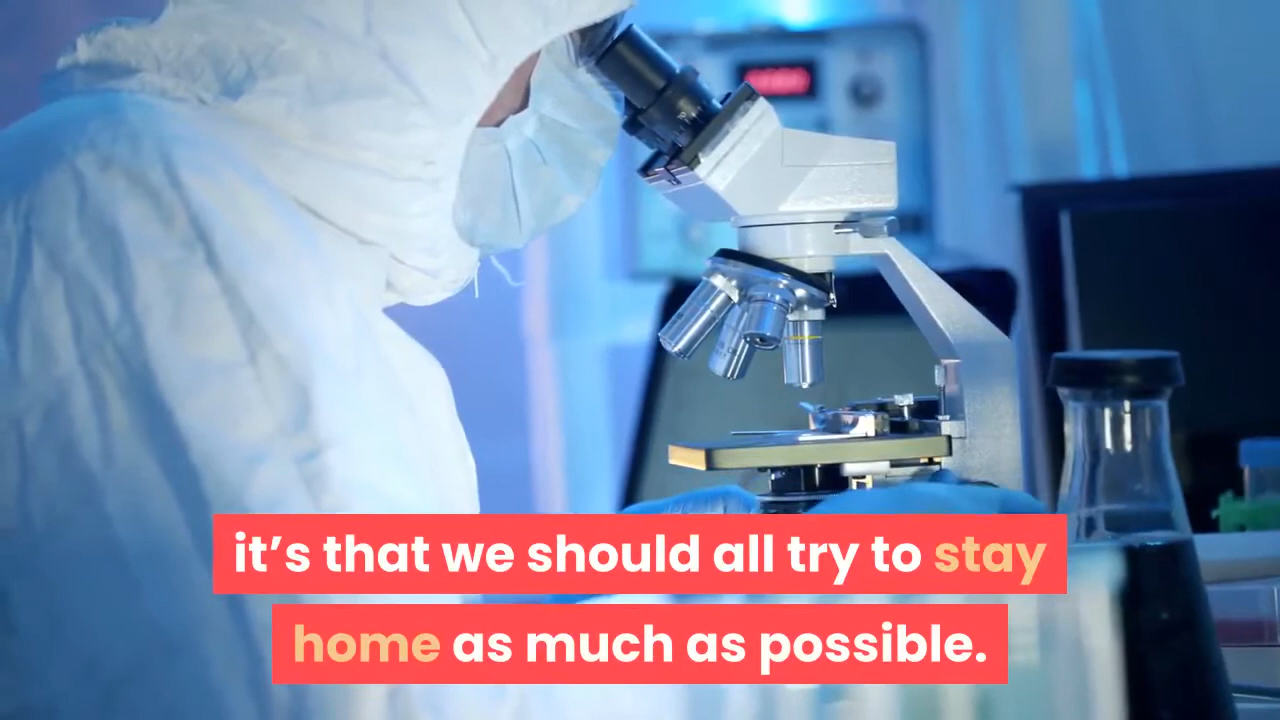 it’s that we should all try to stay
home as much as possible.